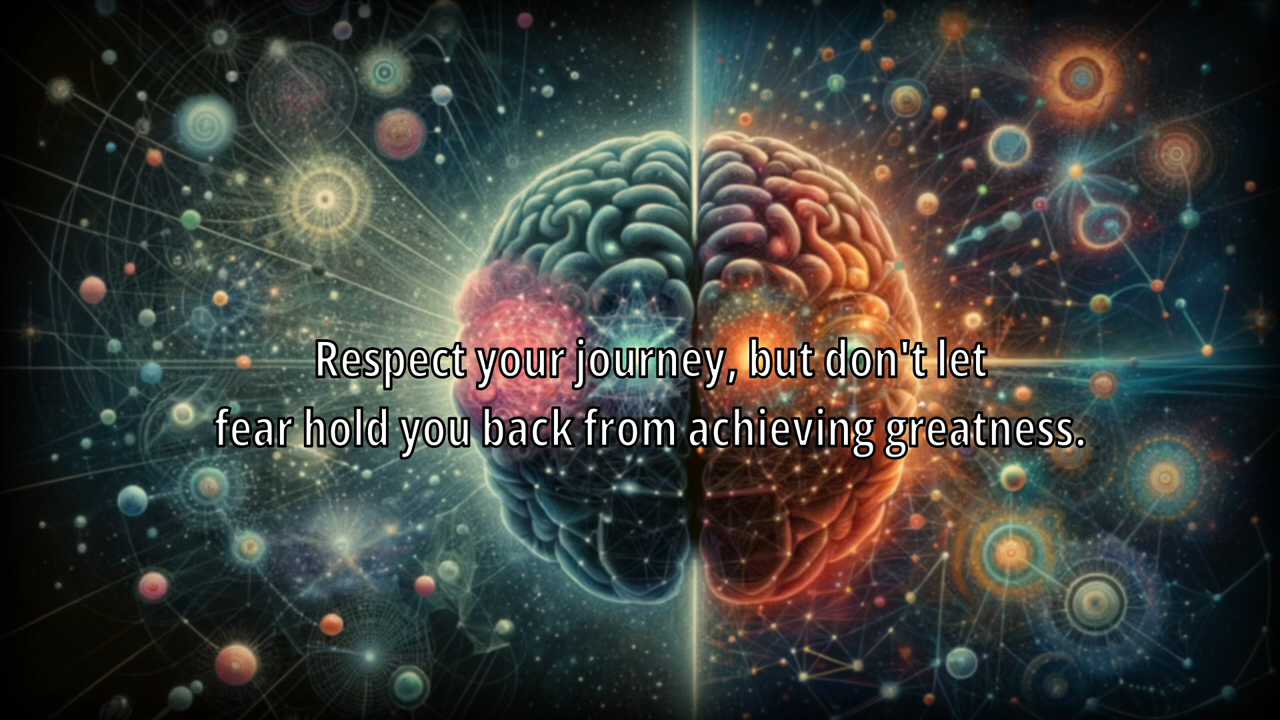 Respect your journey, but don't let
fear hold you back from achieving greatness.